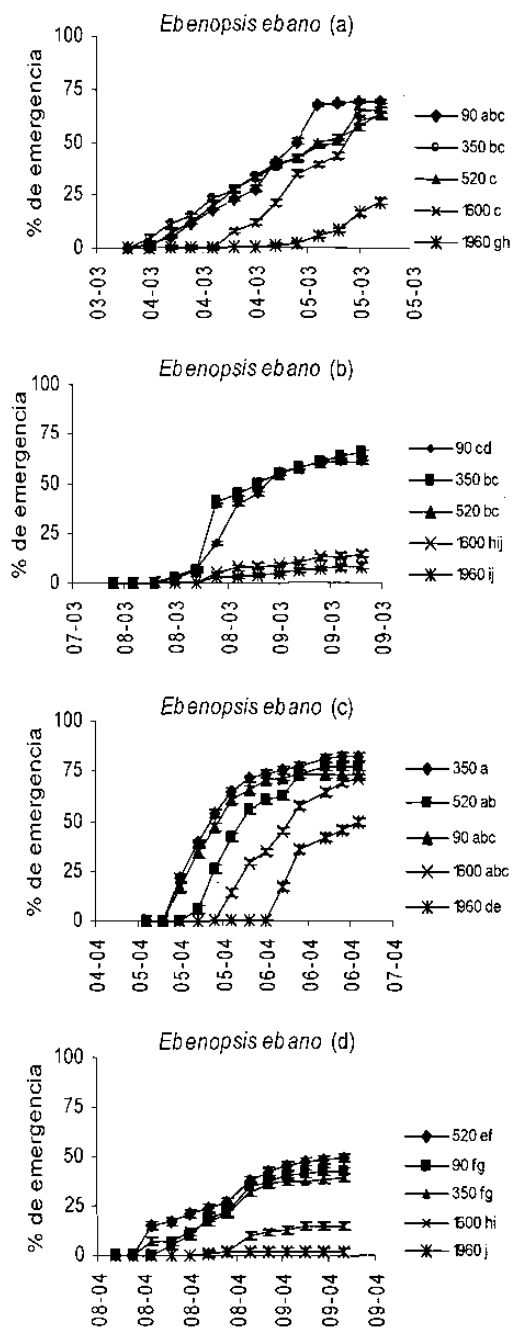 Ebenopsis ebano (a)
% de emergencia
100
75
50
25
0
03-03
04-03
04-03
04-03
05-03
05-03
05-03
90 abc
350 bc
520 c
1600 c
1960 gh
Ebenopsis ebano (b)
% de emergencia
100
75
50
25
0
07-03
08-03
08-03
08-03
09-03
09-03
09-03
90 cd
350 bc
520 bc
1600 hij
1960 ij
Ebenopsis ebano (c)
% de emergencia
100
75
50
25
0
04-04
05-04
05-04
05-04
06-04
06-04
06-04
07-04
350 a
520 ab
90 abc
1600 abc
1960 de
Ebenopsis ebano (d)
% de emergencia
100
75
50
25
0
08-04
08-04
08-04
08-04
09-04
09-04
09-04
520 ef
90 fg
350 fg
1600 hi
1960 j